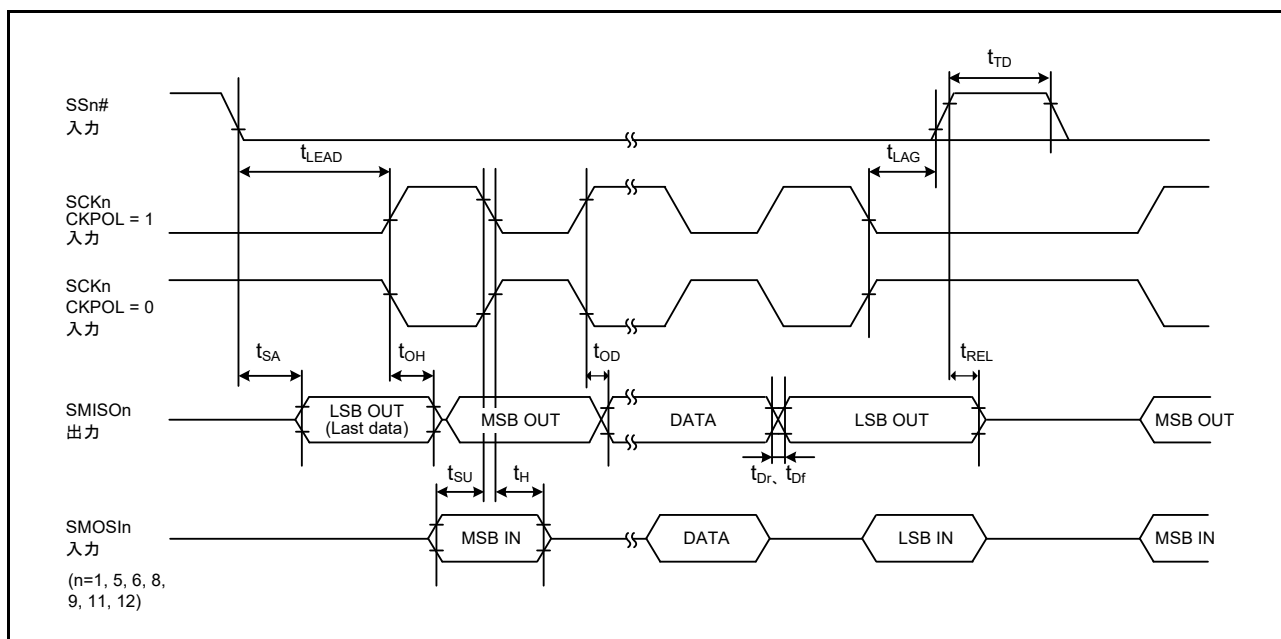 tTD
SSn#
入力
tLEAD
tLAG
SCKn
CKPOL = 1
入力
SCKn
CKPOL = 0
入力
tSA
tOH
tOD
tREL
SMISOn
出力
LSB OUT
(Last data)
MSB OUT
DATA
LSB OUT
MSB OUT
tSU
tH
tDr、tDf
SMOSIn
入力
MSB IN
DATA
LSB IN
MSB IN
(n=1, 5, 6, 8,
9, 11, 12)